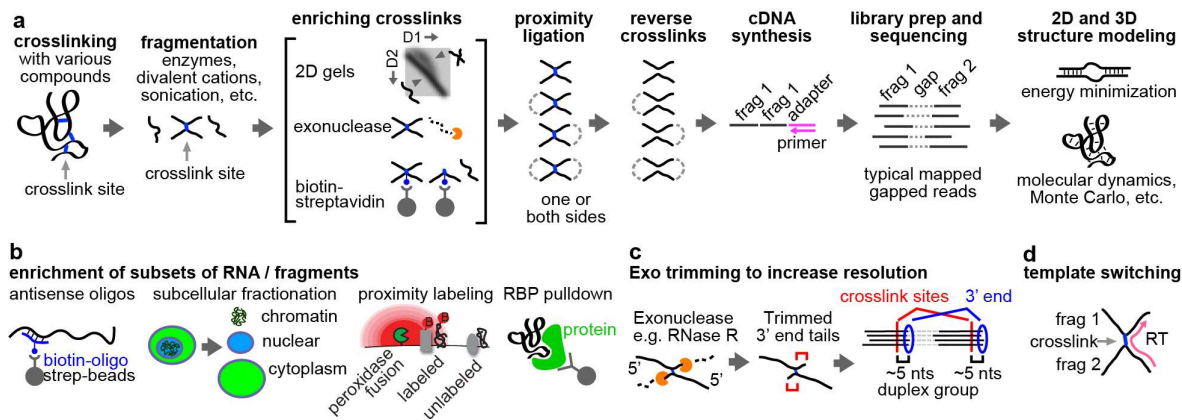 a
crosslinking
with various
compounds
crosslink site
fragmentation
enzymes,
divalent cations,
sonication, etc.
crosslink site
enriching crosslinks
D1
D2
2D gels
exonuclease
biotin-
streptavidin
proximity
ligation
one or
both sides
reverse
crosslinks
cDNA
synthesis
frag 1
frag 1
adapter
primer
library prep and
sequencing
frag 1
gap
frag 2
typical mapped
gapped reads
2D and 3D
structure modeling
energy minimization
molecular dynamics,
Monte Carlo, etc.
b
enrichment of subsets of RNA / fragments
antisense oligos
biotin-oligo
strep-beads
subcellular fractionation
chromatin
nuclear
cytoplasm
proximity labeling
B
B
peroxidase
fusion
labeled
unlabeled
RBP pulldown
protein
c
Exo trimming to increase resolution
Exonuclease
e.g. RNase R
5'
5'
Trimmed
3' end tails
crosslink sites
3' end
~5 nts
~5 nts
duplex group
d
template switching
frag 1
crosslink
frag 2
RT